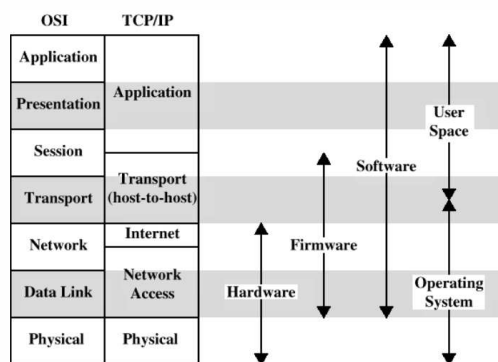 OSI TCP/IP
Application
Presentation
Session
Transport
Network
Data Link
Physical
Application
Transport
(host-to-host)
Internet
Network
Access
Physical
Hardware
Firmware
Software
User
Space
Operating
System